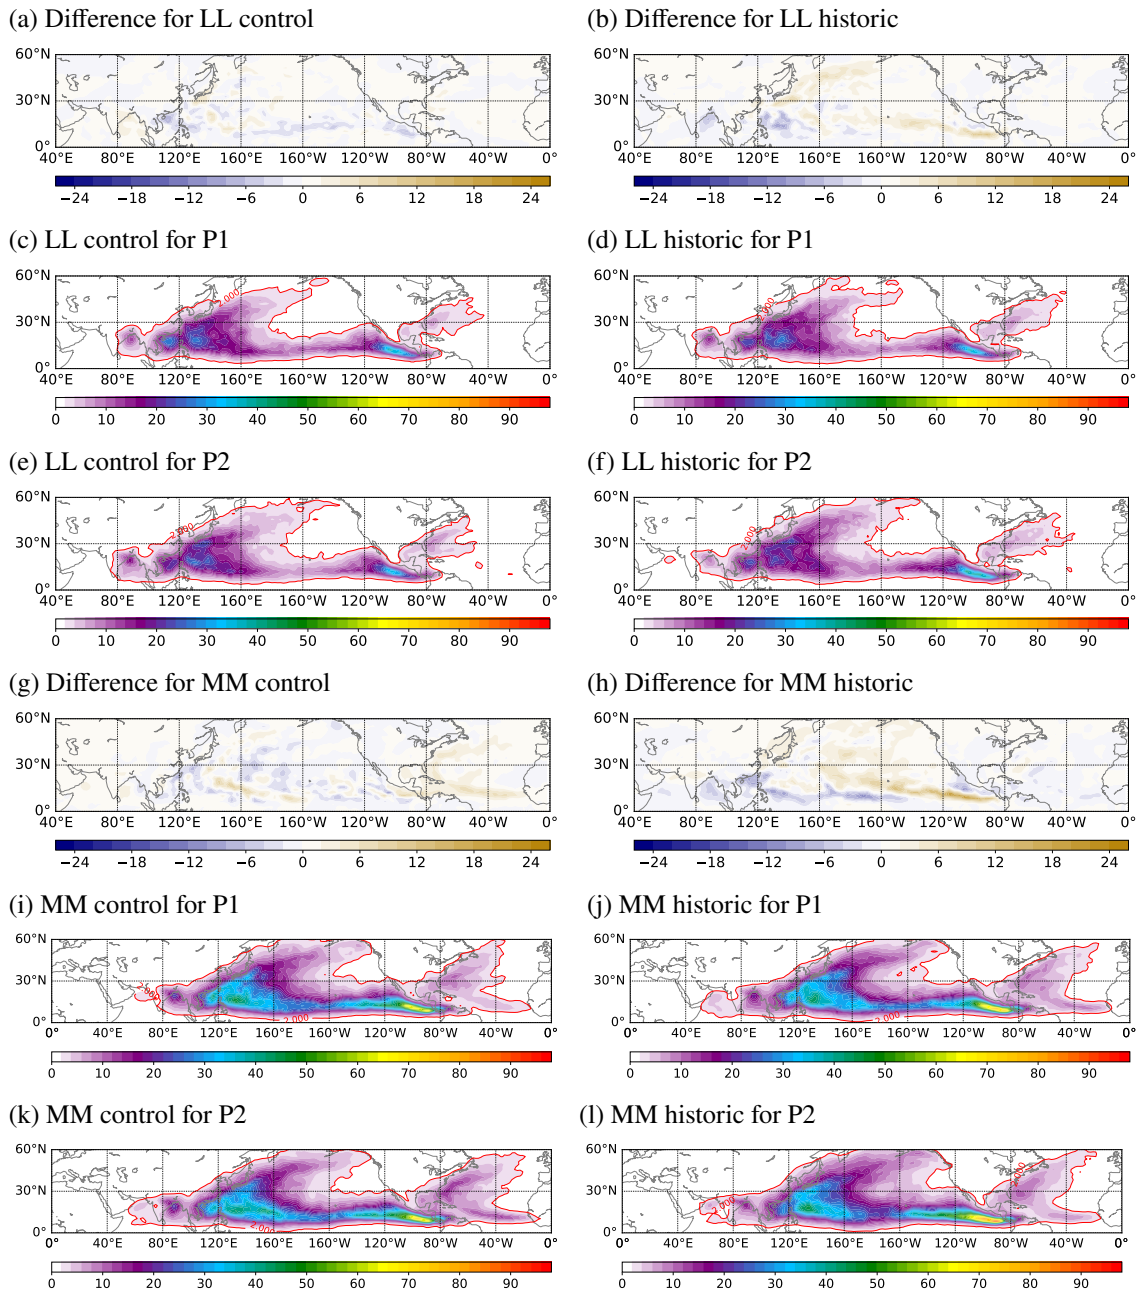 (a) Difference for LL control
(b) Difference for LL historic
60°N
30°N
0°
40°E 80°E 120°E 160°E 160°W 120°W 80°W 40°W 0°
−24 −18 −12 −6 0 6 12 18 24
60°N
30°N
0°
40°E 80°E 120°E 160°E 160°W 120°W 80°W 40°W 0°
−24 −18 −12 −6 0 6 12 18 24
(c) LL control for P1
(d) LL historic for P1
60°N
30°N
0°
2.000
40°E 80°E 120°E 160°E 160°W 120°W 80°W 40°W 0°
0 10 20 30 40 50 60 70 80 90
60°N
30°N
0°
40°E 80°E 120°E 160°E 160°W 120°W 80°W 40°W 0°
0 10 20 30 40 50 60 70 80 90
(e) LL control for P2
(f) LL historic for P2
60°N
30°N
0°
2.000
40°E 80°E 120°E 160°E 160°W 120°W 80°W 40°W 0°
0 10 20 30 40 50 60 70 80 90
60°N
30°N
0°
2.000
40°E 80°E 120°E 160°E 160°W 120°W 80°W 40°W 0°
0 10 20 30 40 50 60 70 80 90
(g) Difference for MM control
(h) Difference for MM historic
60°N
30°N
0°
40°E 80°E 120°E 160°E 160°W 120°W 80°W 40°W 0°
−24 −18 −12 −6 0 6 12 18 24
60°N
30°N
0°
40°E 80°E 120°E 160°E 160°W 120°W 80°W 40°W 0°
−24 −18 −12 −6 0 6 12 18 24
(i) MM control for P1
(j) MM historic for P1
60°N
30°N
0°
2.000
2.000
0° 40°E 80°E 120°E 160°E 160°W 120°W 80°W 40°W 0°
0 10 20 30 40 50 60 70 80 90
60°N
30°N
0°
2.000
0° 40°E 80°E 120°E 160°E 160°W 120°W 80°W 40°W 0°
0 10 20 30 40 50 60 70 80 90
(k) MM control for P2
(l) MM historic for P2
60°N
30°N
0°
2.000
0° 40°E 80°E 120°E 160°E 160°W 120°W 80°W 40°W 0°
0 10 20 30 40 50 60 70 80 90
60°N
30°N
0°
2.000
0° 40°E 80°E 120°E 160°E 160°W 120°W 80°W 40°W 0°
0 10 20 30 40 50 60 70 80 90